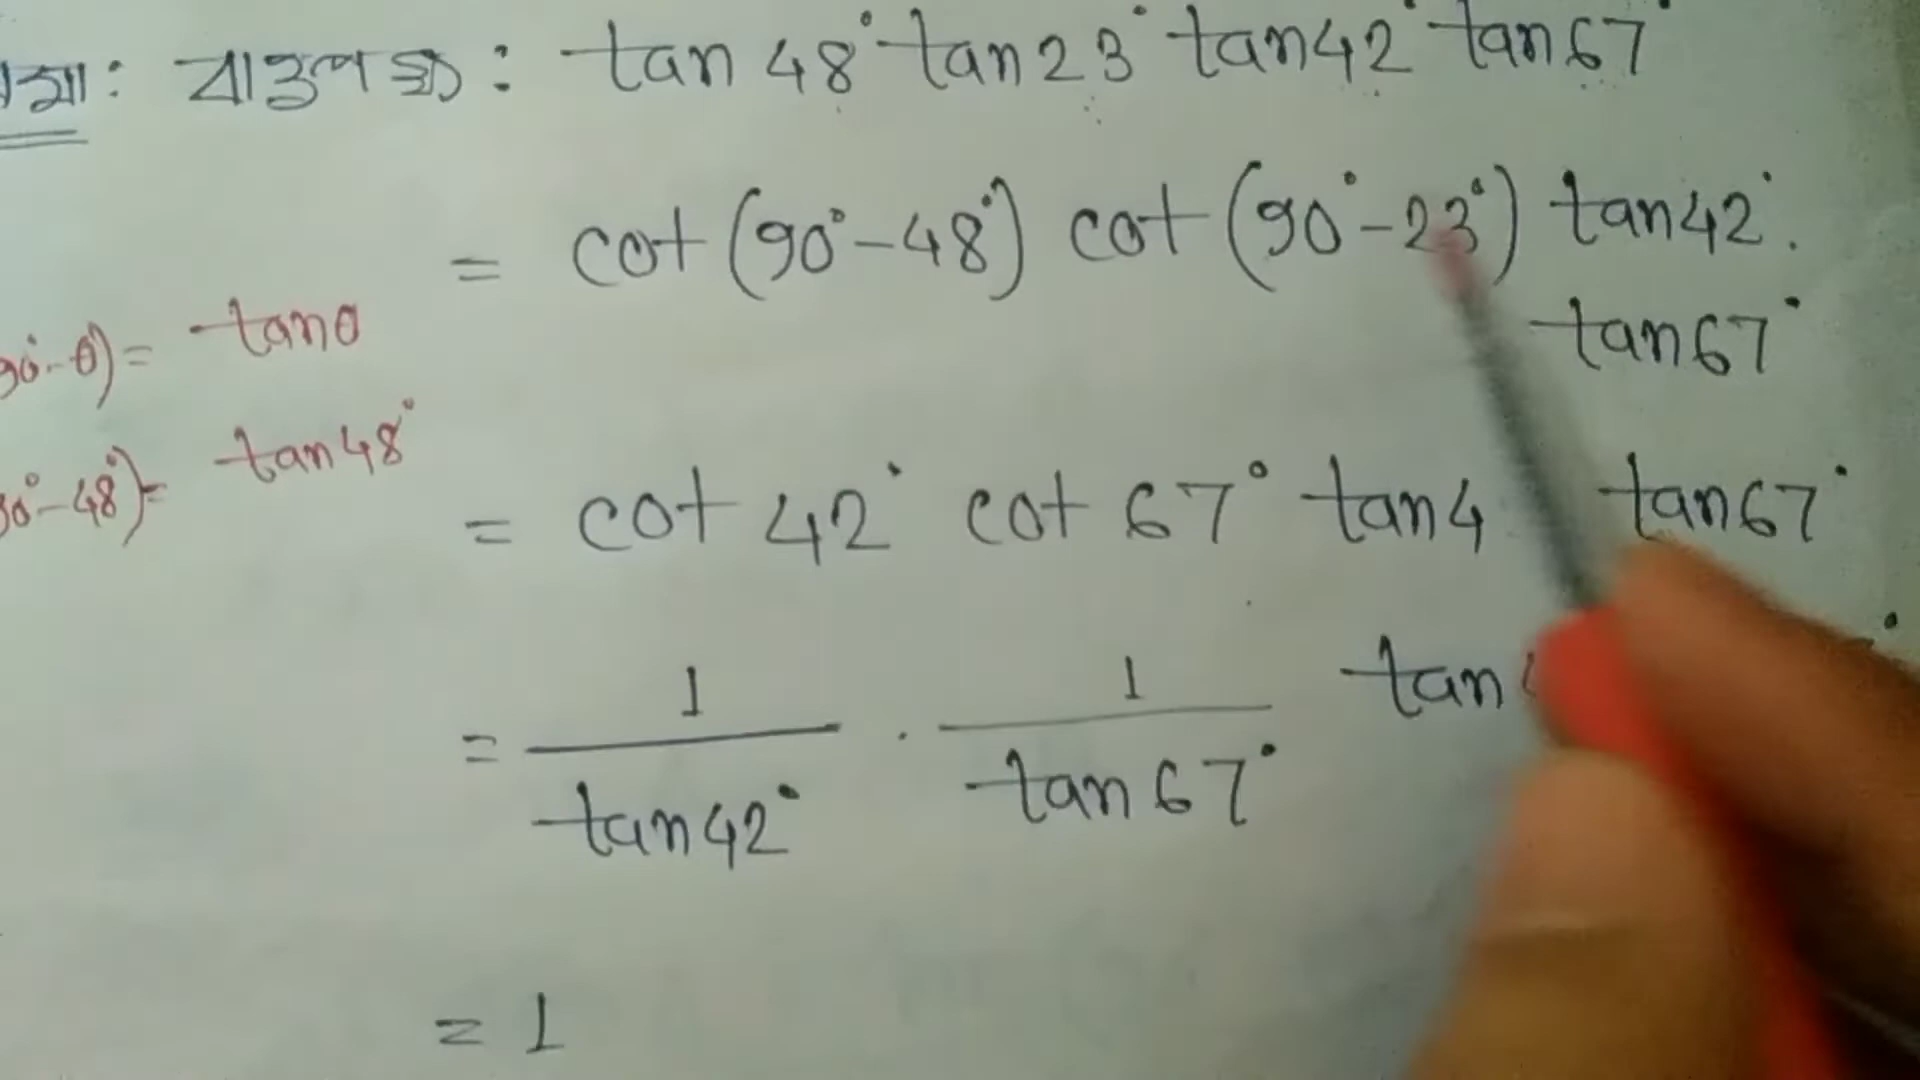 বামপক্ষ : tan 48° tan 23° tan 42° tan 67°
= cot (90° - 48°) cot (90° - 23°) tan 42° .
tan 67°
90° - θ) = tan θ
90° - 48°) = tan 48°
= cot 42° cot 67° tan 4 tan 67°
= 1/tan 42° . 1/tan 67° tan
= 1